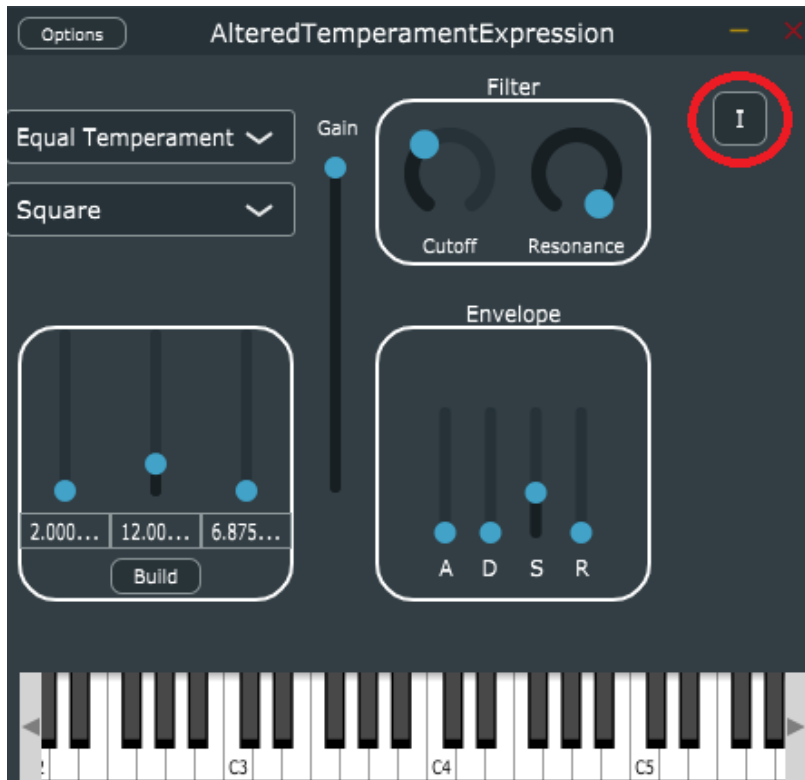 Options
AlteredTemperamentExpression
Filter
Equal Temperament
Gain
I
Square
Cutoff
Resonance
Envelope
2.000...
12.00...
6.875...
Build
A D S R
C3
C4
C5